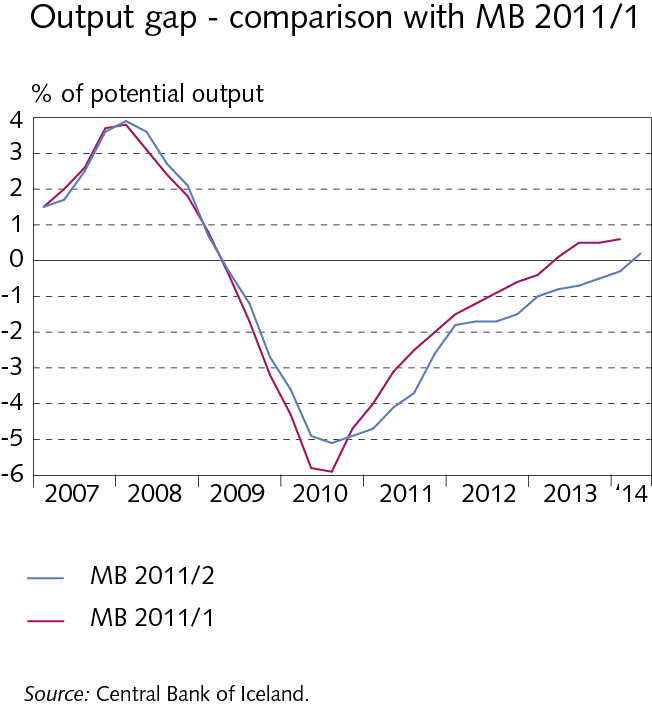 Output gap - comparison with MB 2011/1
% of potential output
4
3
2
1
0
-1
-2
-3
-4
-5
-6
2007 2008 2009 2010 2011 2012 2013 '14
MB 2011/2
MB 2011/1
Source: Central Bank of Iceland.